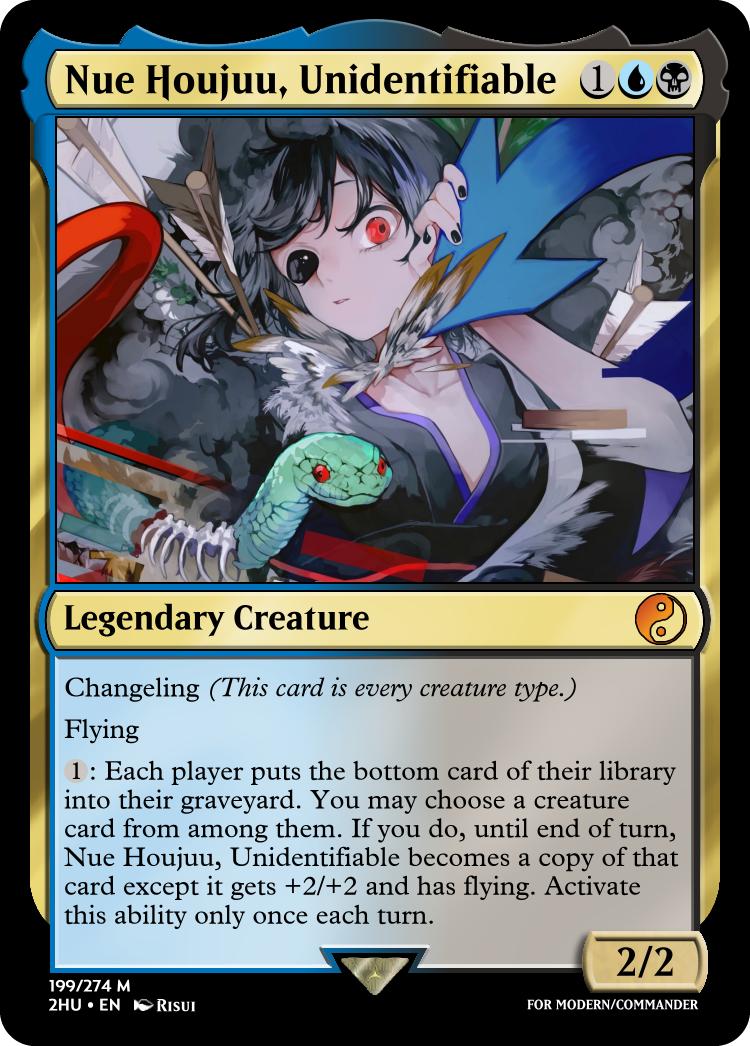 Nue Houjuu, Unidentifiable 1
Legendary Creature
Changeling (This card is every creature type.)
Flying
1: Each player puts the bottom card of their library
into their graveyard. You may choose a creature
card from among them. If you do, until end of turn,
Nue Houjuu, Unidentifiable becomes a copy of that
card except it gets +2/+2 and has flying. Activate
this ability only once each turn.
2/2
199/274 M
2HU • EN Risui
FOR MODERN/COMMANDER